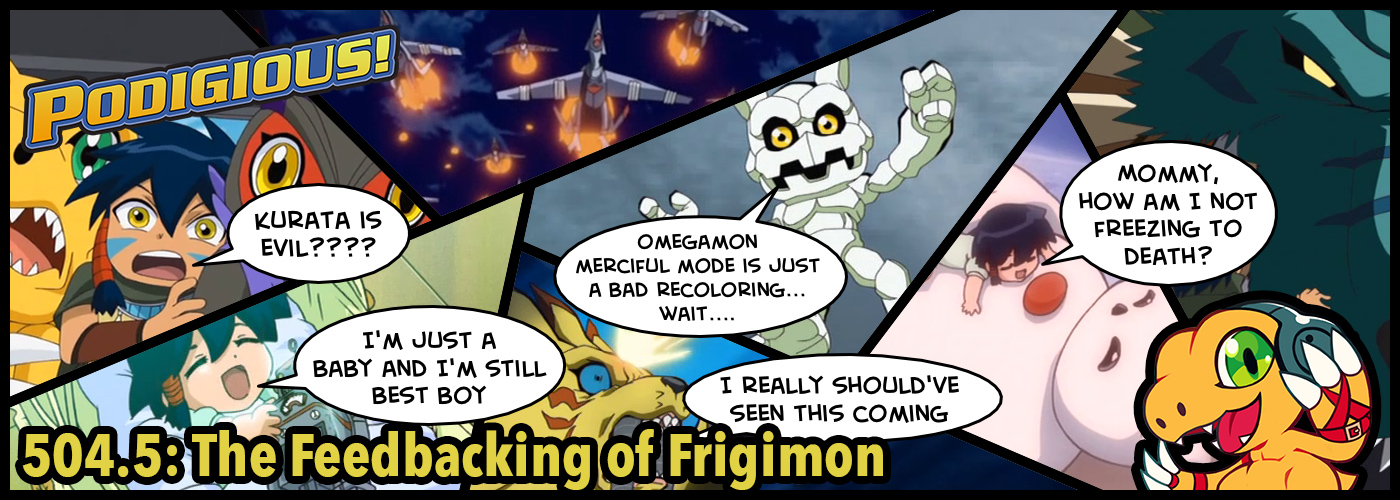 PODIGIOUS!
KURATA IS
EVIL????
I'M JUST A
BABY AND I'M STILL
BEST BOY
OMEGAMON
MERCIFUL MODE IS JUST
A BAD RECOLORING...
WAIT....
I REALLY SHOULD'VE
SEEN THIS COMING
MOMMY,
HOW AM I NOT
FREEZING TO
DEATH?
504.5: The Feedbacking of Frigimon